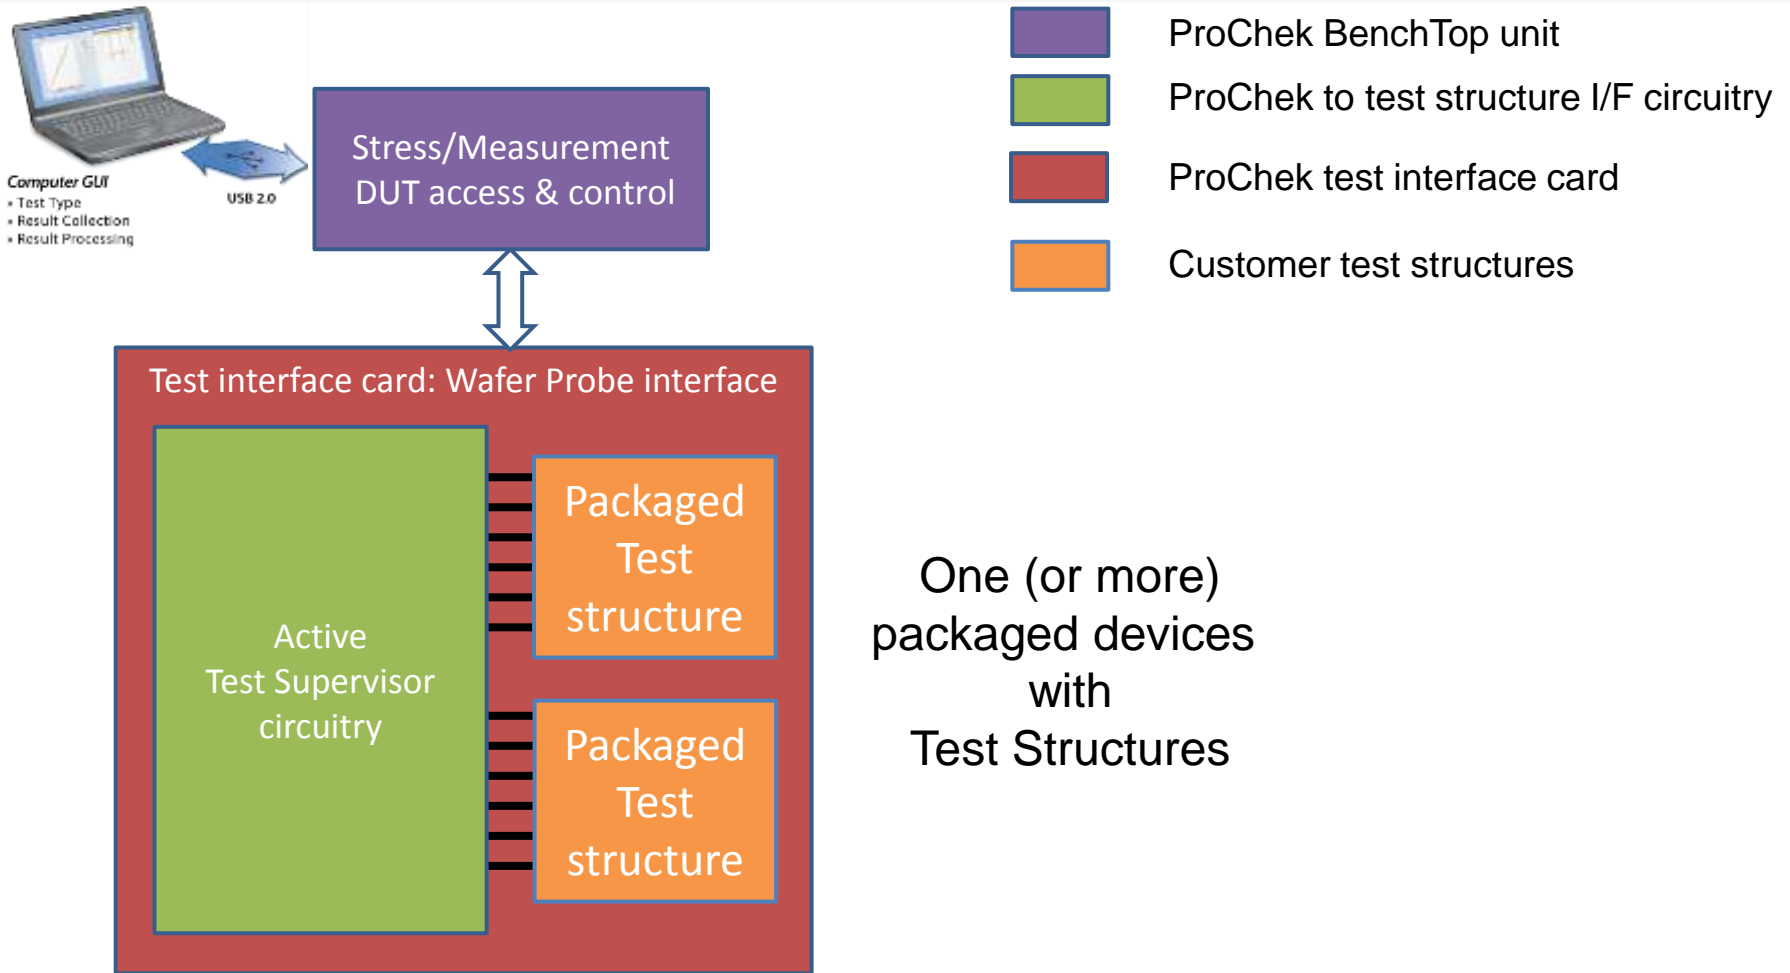 Computer GUI
» Test Type
» Result Collection
» Result Processing
USB 2.0
Stress/Measurement
DUT access & control
ProChek BenchTop unit
ProChek to test structure I/F circuitry
ProChek test interface card
Customer test structures
Test interface card: Wafer Probe interface
Active
Test Supervisor
circuitry
Packaged
Test
structure
Packaged
Test
structure
One (or more)
packaged devices
with
Test Structures